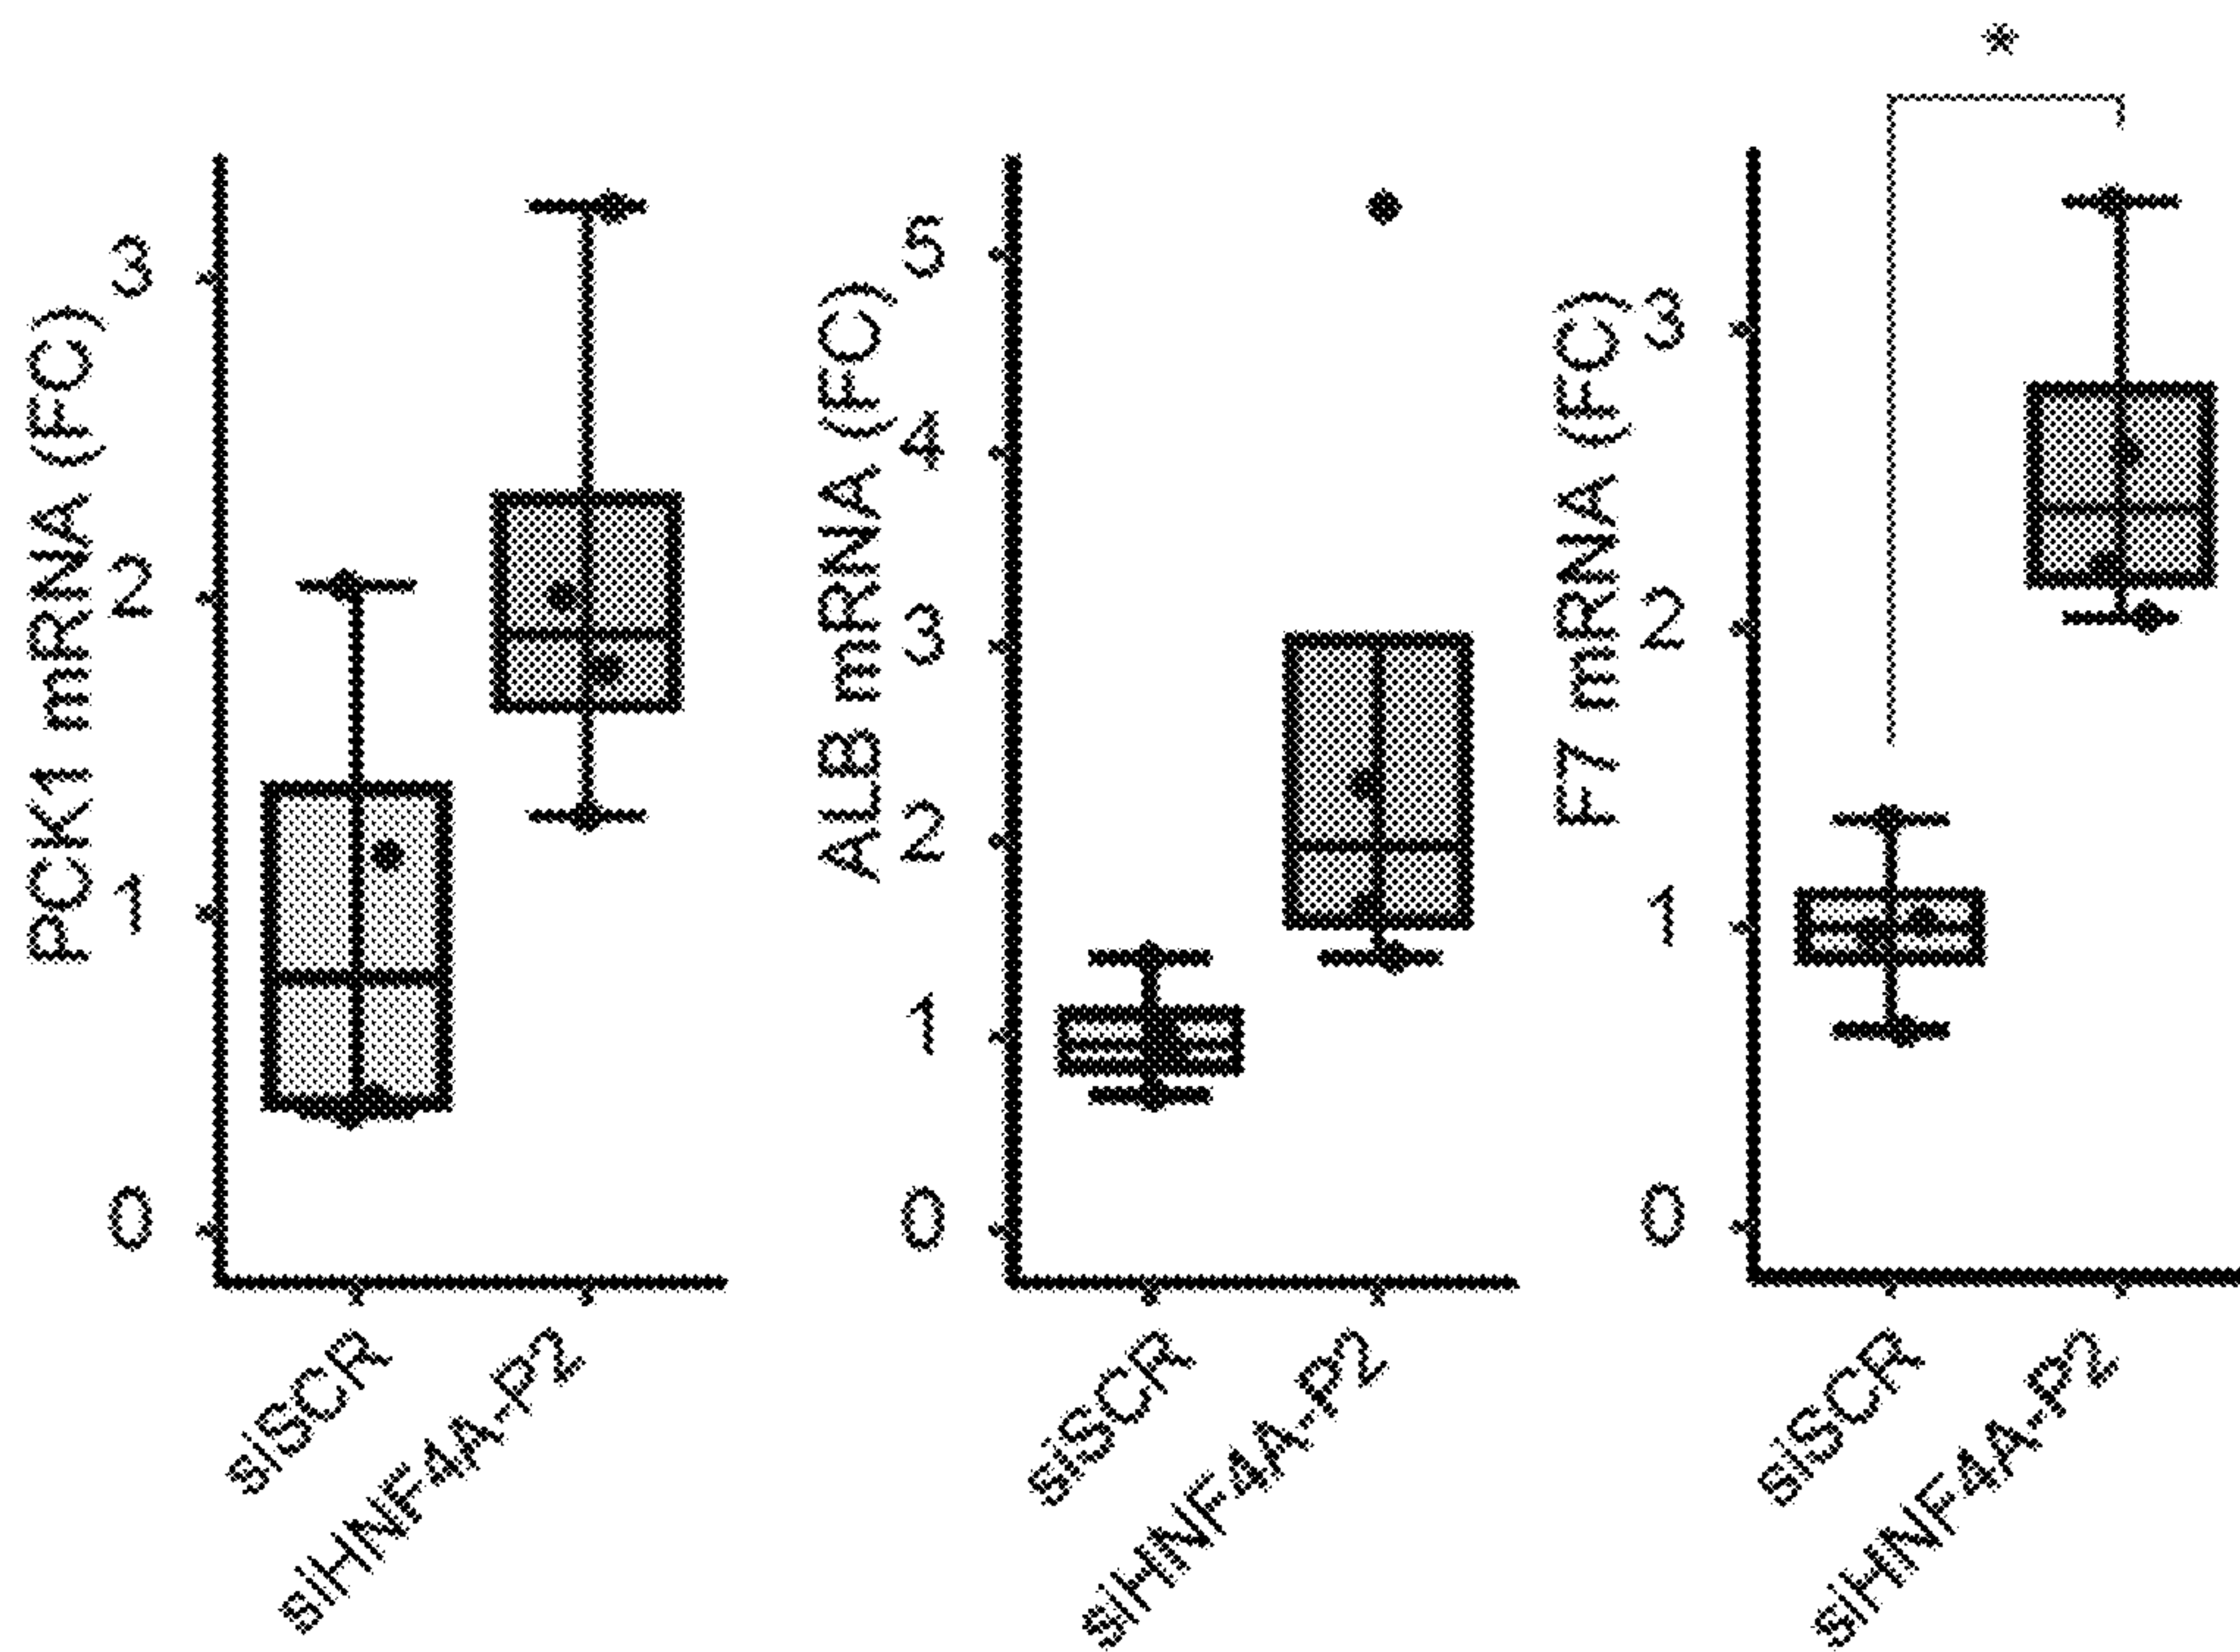 *
PCK1 mRNA (FC)
3
2
1
0
siSCR
siHNF4A-P2
ALB mRNA (FC)
5
4
3
2
1
0
siSCR
siHNF4A-P2
F7 mRNA (FC)
3
2
1
0
siSCR
siHNF4A-P2